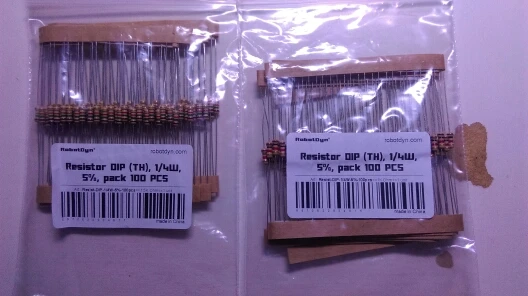 RobotDyn robotdyn.com
Resistor DIP (TH), 1/4W,
5%, pack 100 PCS
made in China
RobotDyn robotdyn.com
Resistor DIP (TH), 1/4W,
5%, pack 100 PCS
made in China